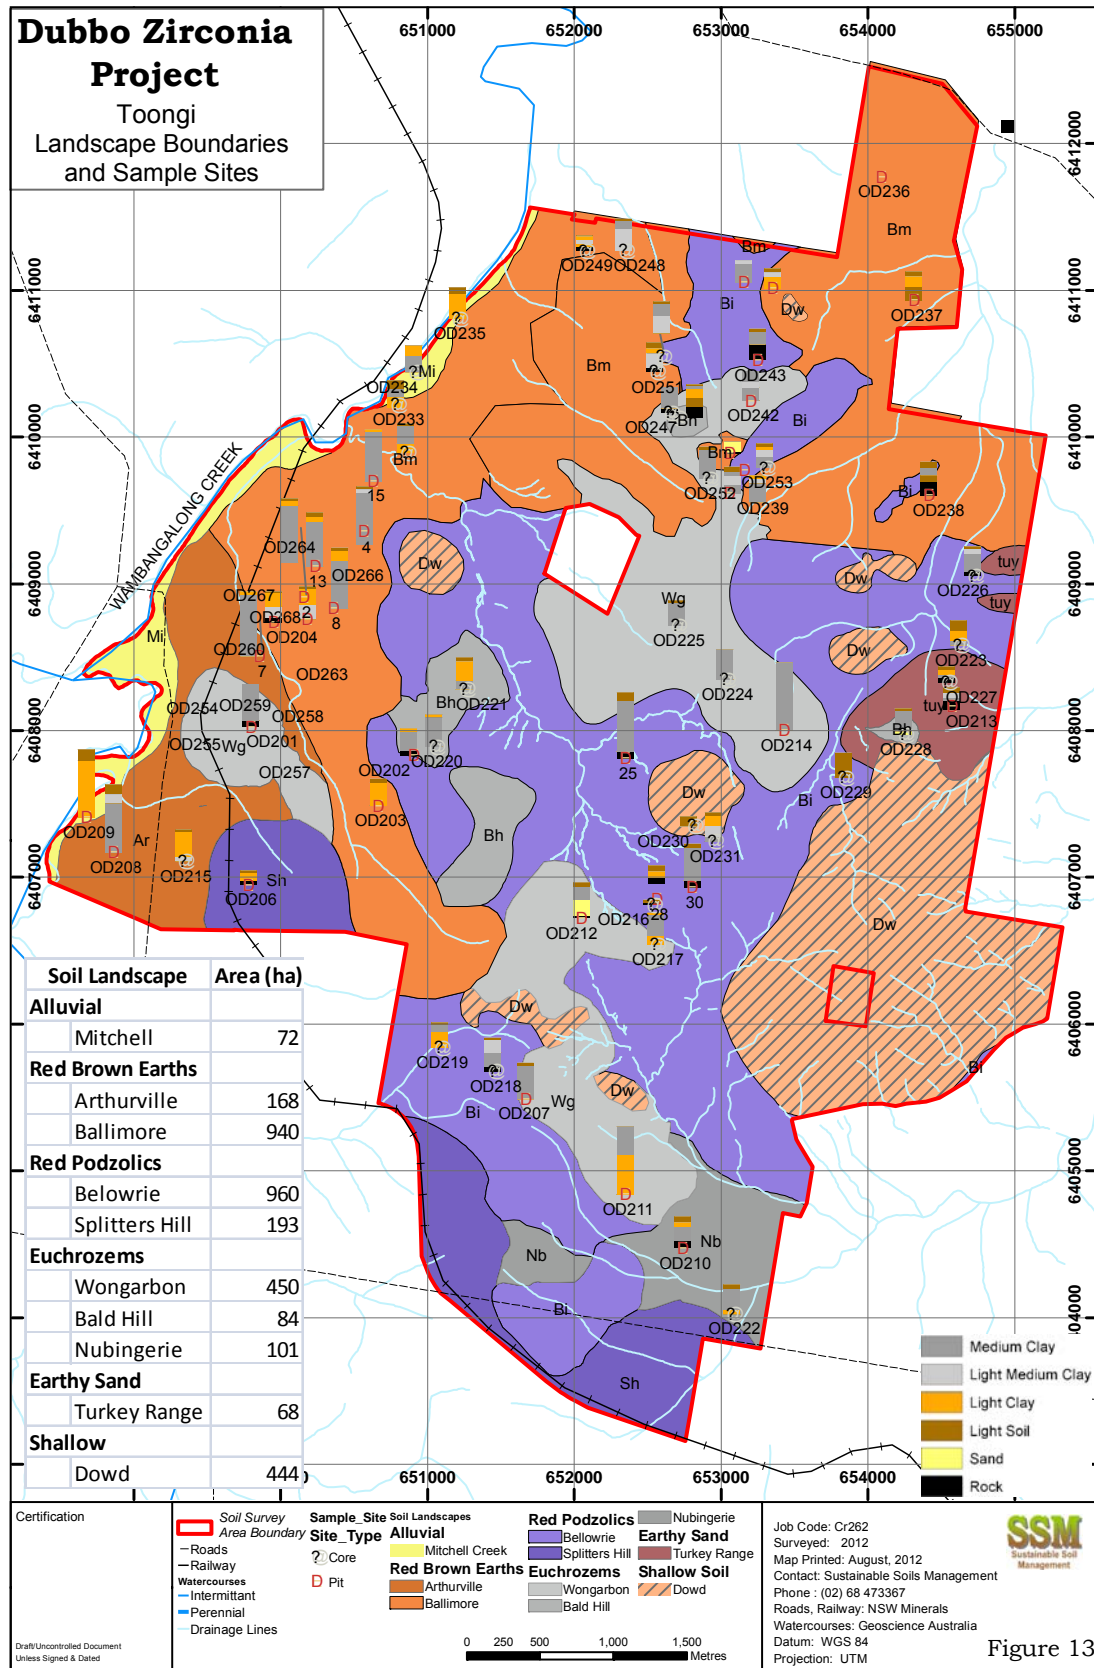 Dubbo Zirconia
Project
Toongi
Landscape Boundaries
and Sample Sites
651000
652000
653000
654000
655000
6412000
OD236
Bm
Bm
OD249
OD248
6411000
6411000
Bi
Dw
OD237
OD235
Bm
OD251
OD243
Mi
OD234
OD233
OD242
OD247
Bh
Bi
6410000
6410000
Bm
Bm
WAMBANGALONG CREEK
OD252
OD253
15
OD239
Bi
OD238
4
OD264
Dw
13
OD266
Dw
tuy
6409000
6409000
OD226
OD267
Wg
tuy
2
OD268
8
OD204
OD225
Mi
OD260
OD223
Dw
7
OD263
OD224
OD227
Bh
OD221
OD254
OD259
OD258
tuy
OD213
6408000
6408000
OD201
OD214
Bh
OD228
OD255
Wg
OD220
OD202
25
OD257
OD229
Dw
Bi
OD203
OD209
OD230
Ar
Bh
OD231
OD208
OD215
6407000
6407000
Sh
OD206
30
28
OD216
OD212
Dw
OD217
Soil Landscape Area (ha)
Alluvial
Mitchell 72
Red Brown Earths
Arthurville 168
Ballimore 940
Red Podzolics
Belowrie 960
Splitters Hill 193
Euchrozems
Wongarbon 450
Bald Hill 84
Nubingerie 101
Earthy Sand
Turkey Range 68
Shallow
Dowd 444
Dw
6406000
OD219
OD218
Bi
Dw
Bi
OD207
Wg
6405000
OD211
Nb
Nb
OD210
Bi
OD222
04000
Sh
Medium Clay
Light Medium Clay
Light Clay
Light Soil
Sand
Rock
0
651000
652000
653000
654000
Certification
Draft/Uncontrolled Document
Unless Signed & Dated
Soil Survey
Area Boundary
Roads
Railway
Watercourses
Intermittant
Perennial
Drainage Lines
Sample_Site
Site_Type
Core
Pit
Soil Landscapes
Alluvial
Mitchell Creek
Red Brown Earths
Arthurville
Ballimore
Red Podzolics
Bellowrie
Splitters Hill
Euchrozems
Wongarbon
Bald Hill
Nubingerie
Earthy Sand
Turkey Range
Shallow Soil
Dowd
0 250 500 1,000 1,500
Metres
Job Code: Cr262
Surveyed: 2012
Map Printed: August, 2012
Contact: Sustainable Soils Management
Phone : (02) 68 473367
Roads, Railway: NSW Minerals
Watercourses: Geoscience Australia
Datum: WGS 84
Projection: UTM
SSM
Sustainable Soil
Management
Figure 13